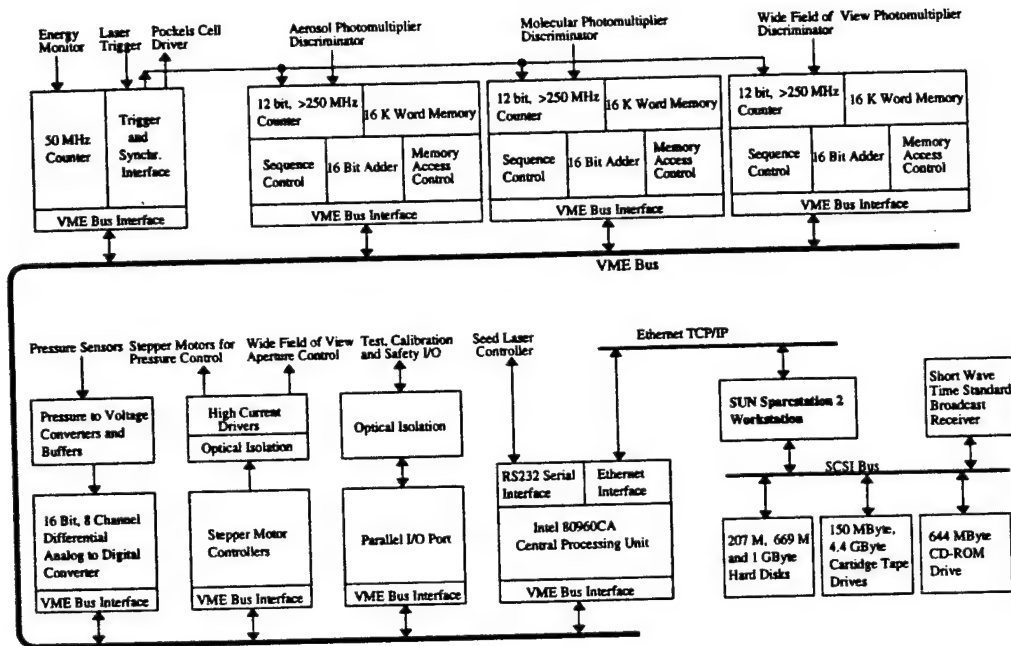 Energy
Monitor
Laser
Trigger
Pockels Cell
Driver
Aerosol Photomultiplier
Discriminator
Molecular Photomultiplier
Discriminator
Wide Field of View Photomultiplier
Discriminator
50 MHz
Counter
Trigger
and
Synchr.
Interface
VME Bus Interface
12 bit, >250 MHz
Counter
16 K Word Memory
Sequence
Control
16 Bit Adder
Memory
Access
Control
VME Bus Interface
12 bit, >250 MHz
Counter
16 K Word Memory
Sequence
Control
16 Bit Adder
Memory
Access
Control
VME Bus Interface
12 bit, >250 MHz
Counter
16 K Word Memory
Sequence
Control
16 Bit Adder
Memory
Access
Control
VME Bus Interface
VME Bus
Pressure Sensors
Stepper Motors for
Pressure Control
Wide Field of View
Aperture Control
Test, Calibration
and Safety I/O
Seed Laser
Controller
Ethernet TCP/IP
Pressure to Voltage
Converters and
Buffers
High Current
Drivers
Optical Isolation
Optical Isolation
SUN Sparcstation 2
Workstation
Short Wave
Time Standard
Broadcast
Receiver
SCSI Bus
16 Bit, 8 Channel
Differential
Analog to Digital
Converter
VME Bus Interface
Stepper Motor
Controllers
VME Bus Interface
Parallel I/O Port
VME Bus Interface
RS232 Serial
Interface
Ethernet
Interface
Intel 80960CA
Central Processing Unit
VME Bus Interface
207 M, 669 M
and 1 GByte
Hard Disks
150 MByte,
4.4 GByte
Cartidge Tape
Drives
644 MByte
CD-ROM
Drive